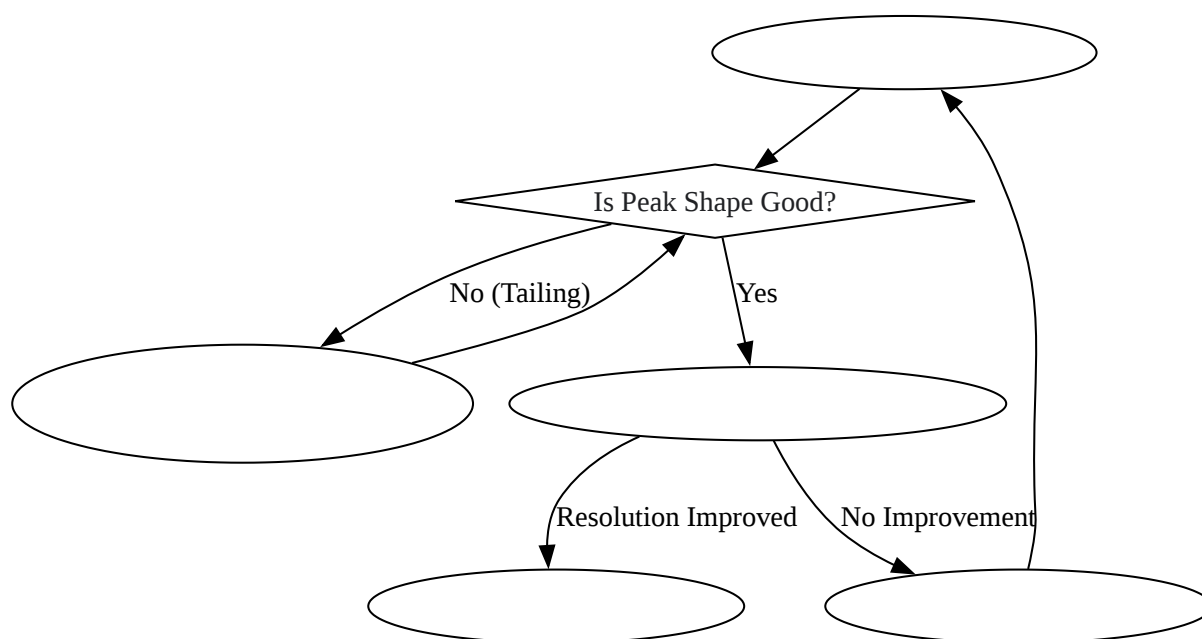 Is Peak Shape Good?
No (Tailing)
Yes
Resolution Improved
No Improvement